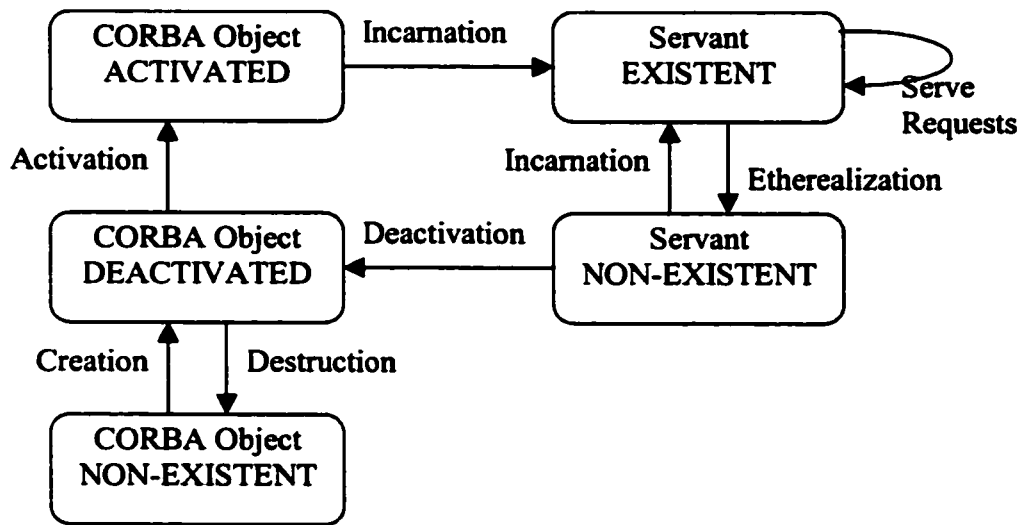 CORBA Object
ACTIVATED
Incarnation
Servant
EXISTENT
Serve
Requests
Activation
Incarnation
Etherealization
CORBA Object
DEACTIVATED
Deactivation
Servant
NON-EXISTENT
Creation
Destruction
CORBA Object
NON-EXISTENT